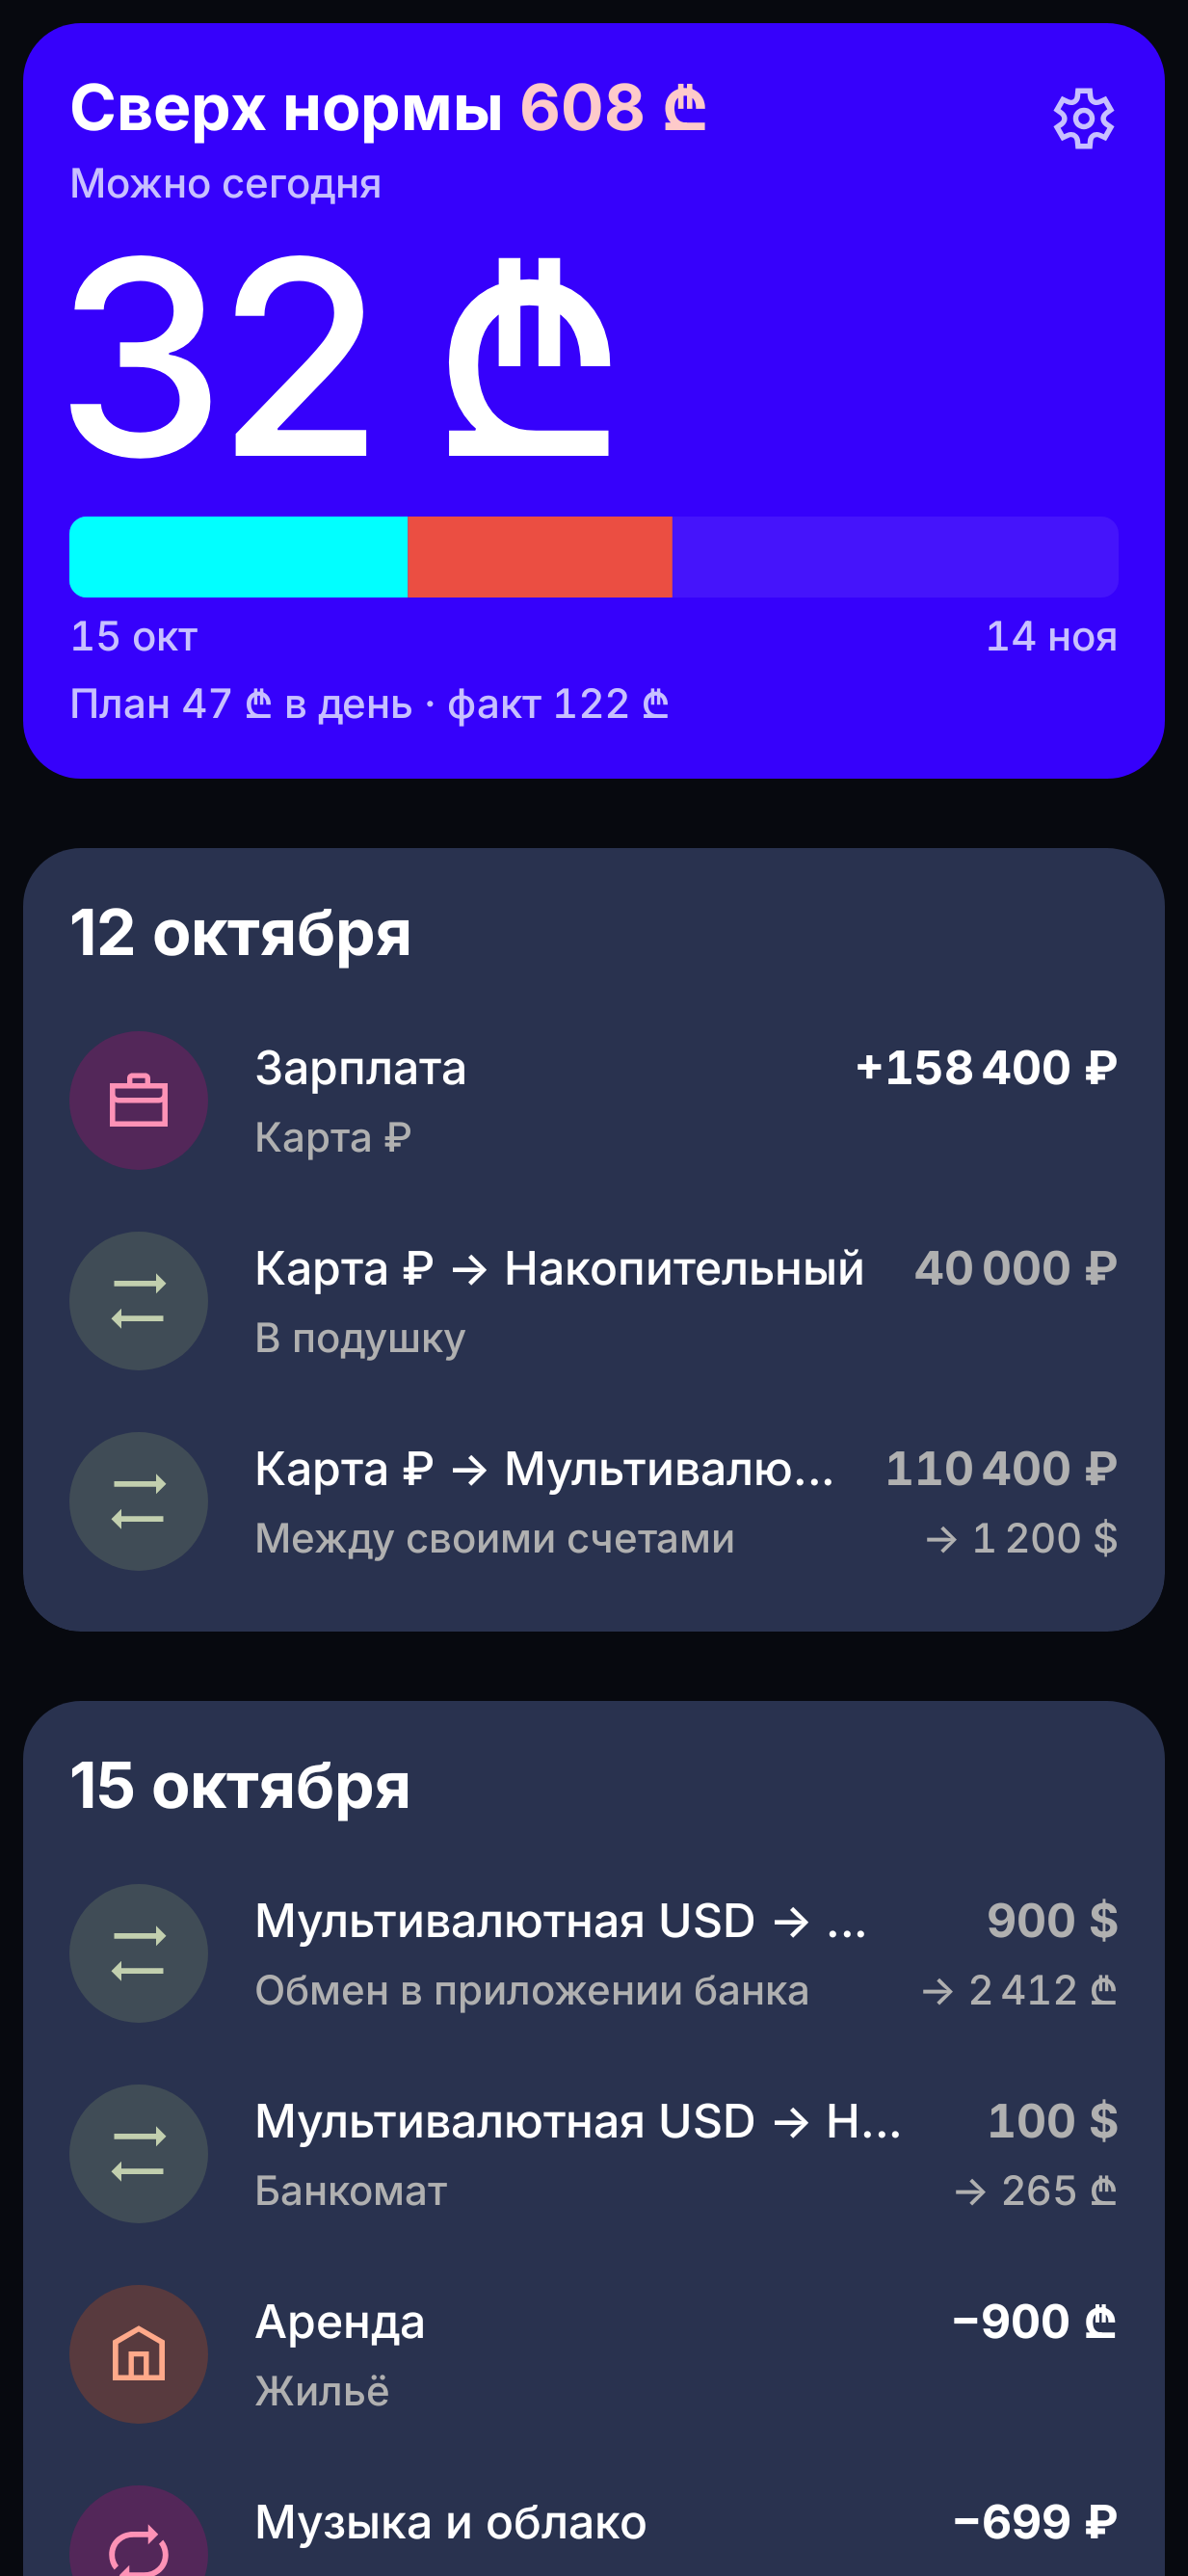 Сверх нормы 608 ₾
Можно сегодня
32 ₾
15 окт 14 ноя
План 47 ₾ в день · факт 122 ₾
12 октября
Зарплата +158 400 ₽
Карта ₽
Карта ₽ → Накопительный 40 000 ₽
В подушку
Карта ₽ → Мультивалю... 110 400 ₽
Между своими счетами → 1 200 $
15 октября
Мультивалютная USD → ... 900 $
Обмен в приложении банка → 2 412 ₾
Мультивалютная USD → Н... 100 $
Банкомат → 265 ₾
Аренда −900 ₾
Жильё
Музыка и облако −699 ₽